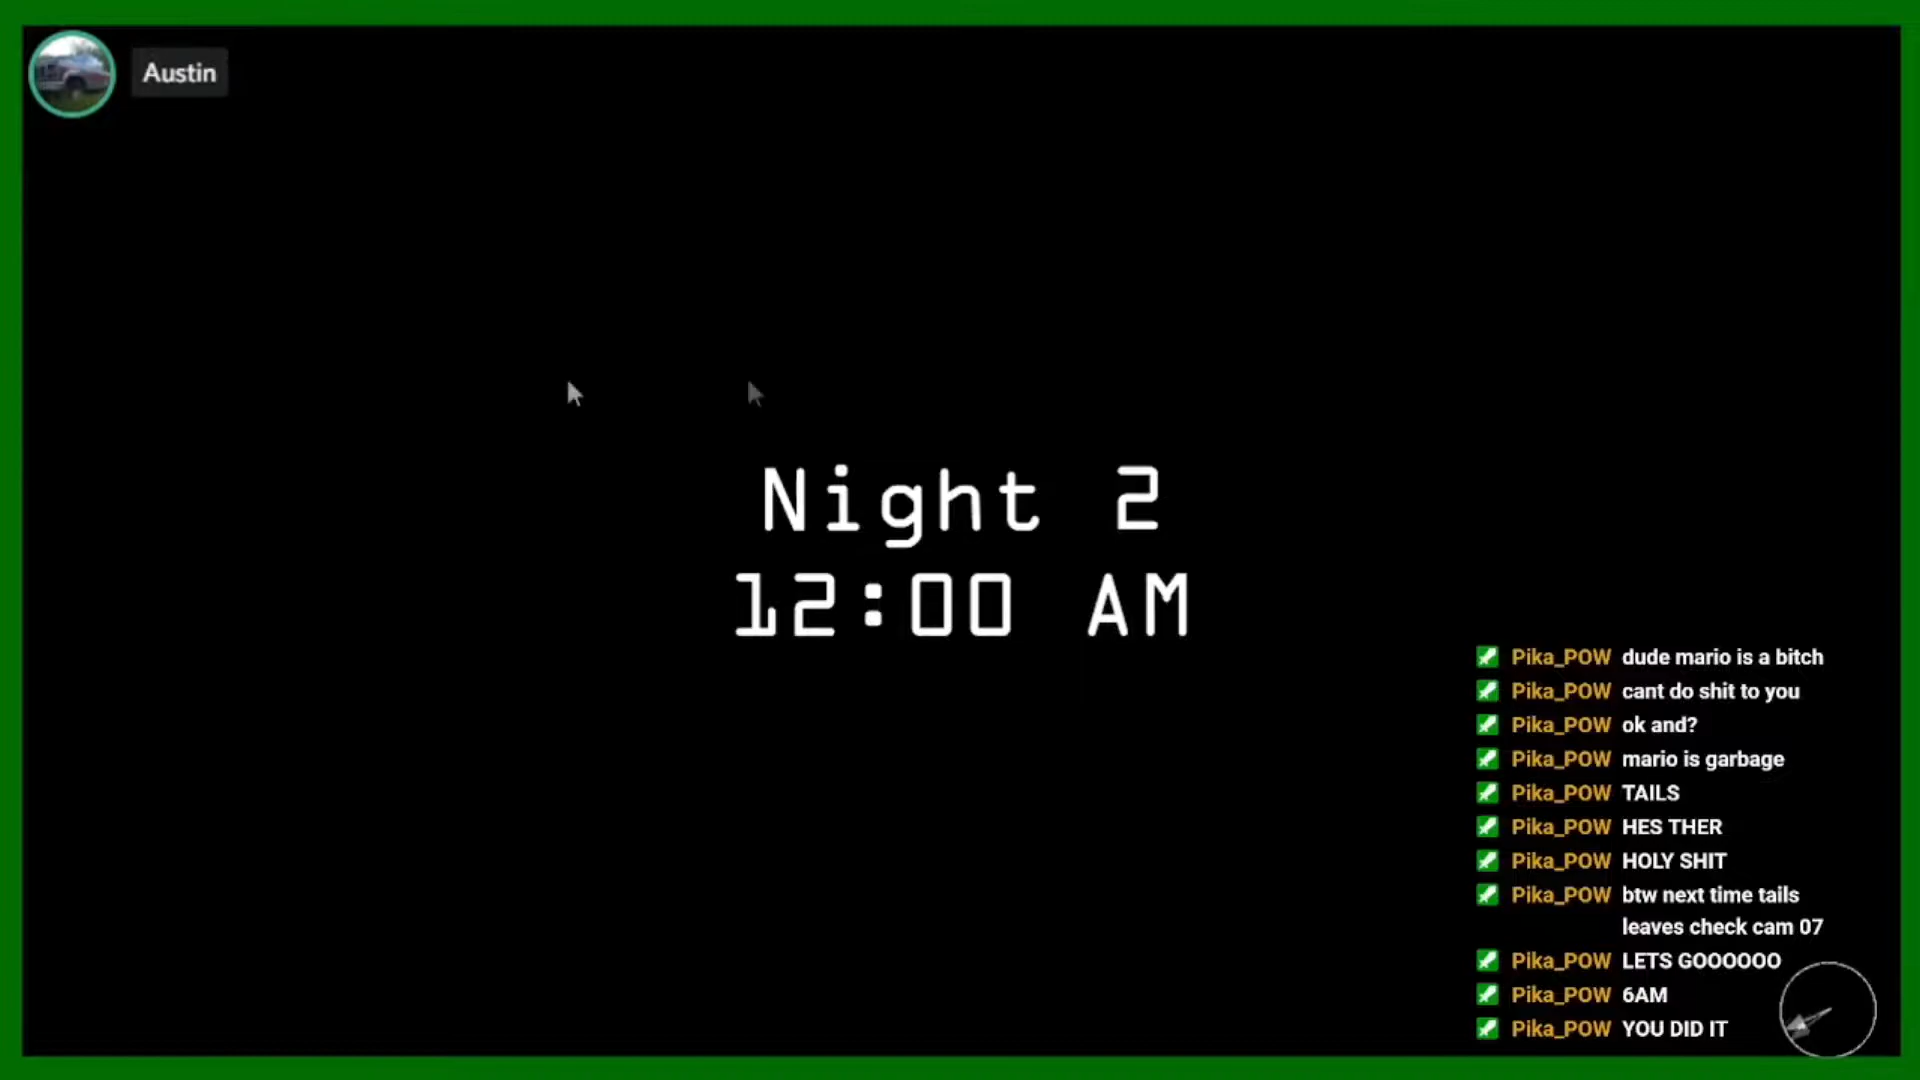 Austin
Night 2
12:00 AM
Pika_POW dude mario is a bitch
Pika_POW cant do shit to you
Pika_POW ok and?
Pika_POW mario is garbage
Pika_POW TAILS
Pika_POW HES THER
Pika_POW HOLY SHIT
Pika_POW btw next time tails
leaves check cam 07
Pika_POW LETS GOOOOOO
Pika_POW 6AM
Pika_POW YOU DID IT